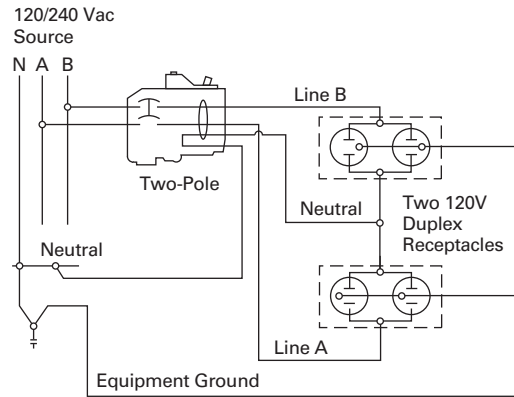 120/240 Vac
Source
N A B
Line B
Two-Pole
Neutral
Two 120V
Duplex
Receptacles
Neutral
Line A
Equipment Ground